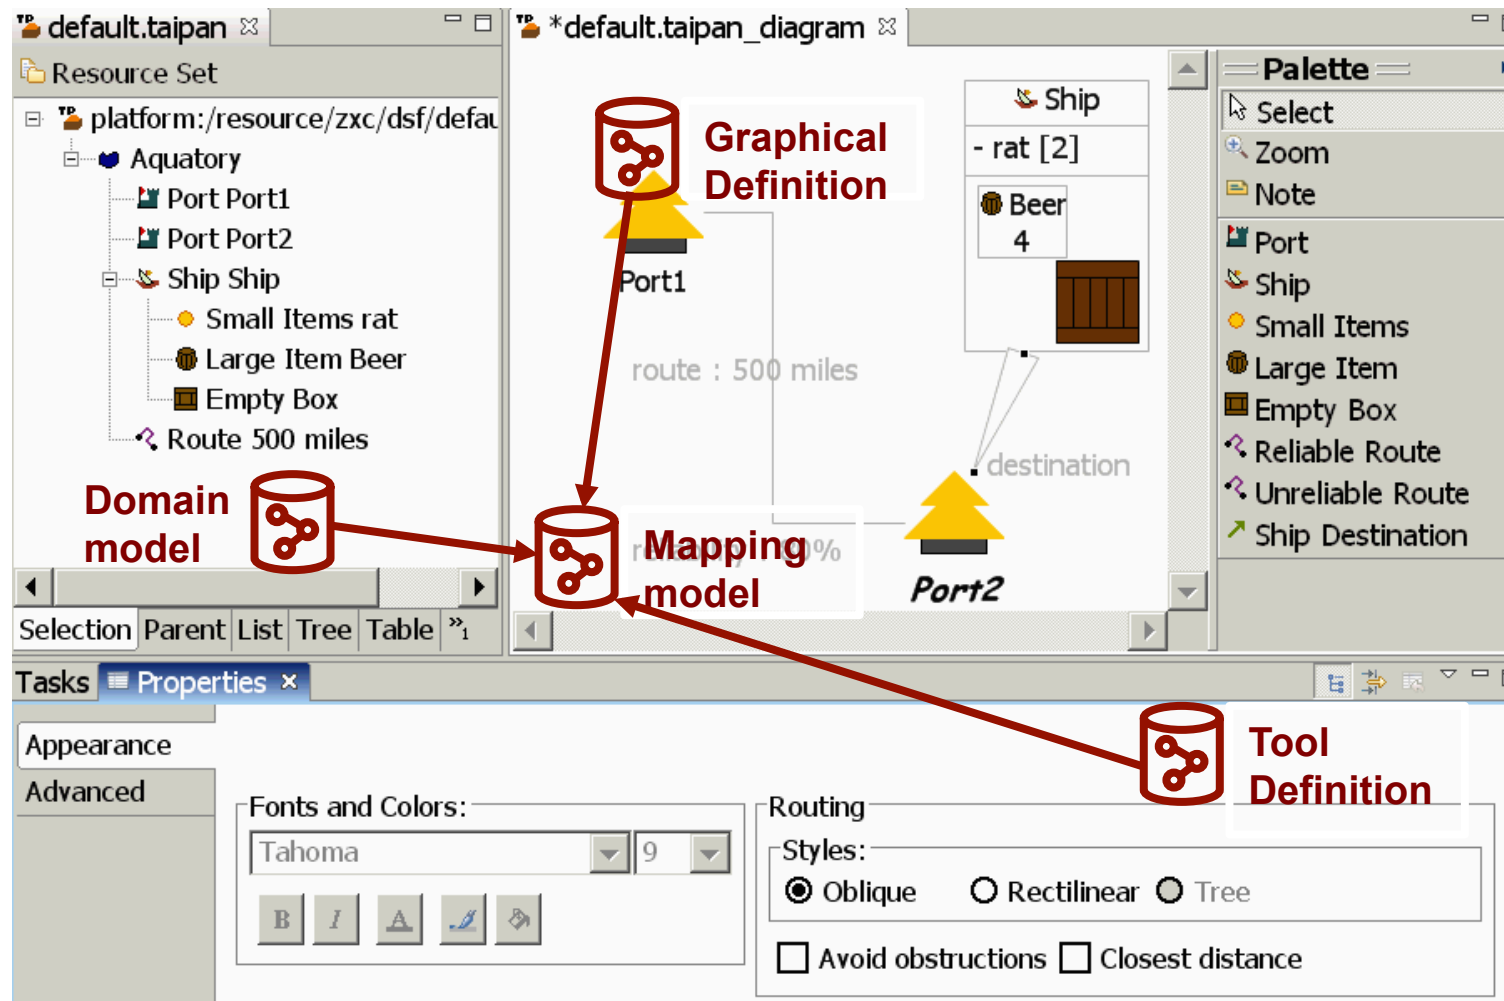 default.taipan
Resource Set
platform:/resource/zxc/dsf/defau
Aquatory
Port Port1
Port Port2
Ship Ship
Small Items rat
Large Item Beer
Empty Box
Route 500 miles
Domain
model
Selection Parent List Tree Table »1
*default.taipan_diagram
Graphical
Definition
Port1
Ship
- rat [2]
Beer
4
route : 500 miles
destination
80%
Mapping
model
Port2
Palette
Select
Zoom
Note
Port
Ship
Small Items
Large Item
Empty Box
Reliable Route
Unreliable Route
Ship Destination
Tasks Properties
Appearance
Advanced
Tool
Definition
Fonts and Colors:
Tahoma 9
B I A
Routing
Styles:
Oblique Rectilinear Tree
Avoid obstructions Closest distance